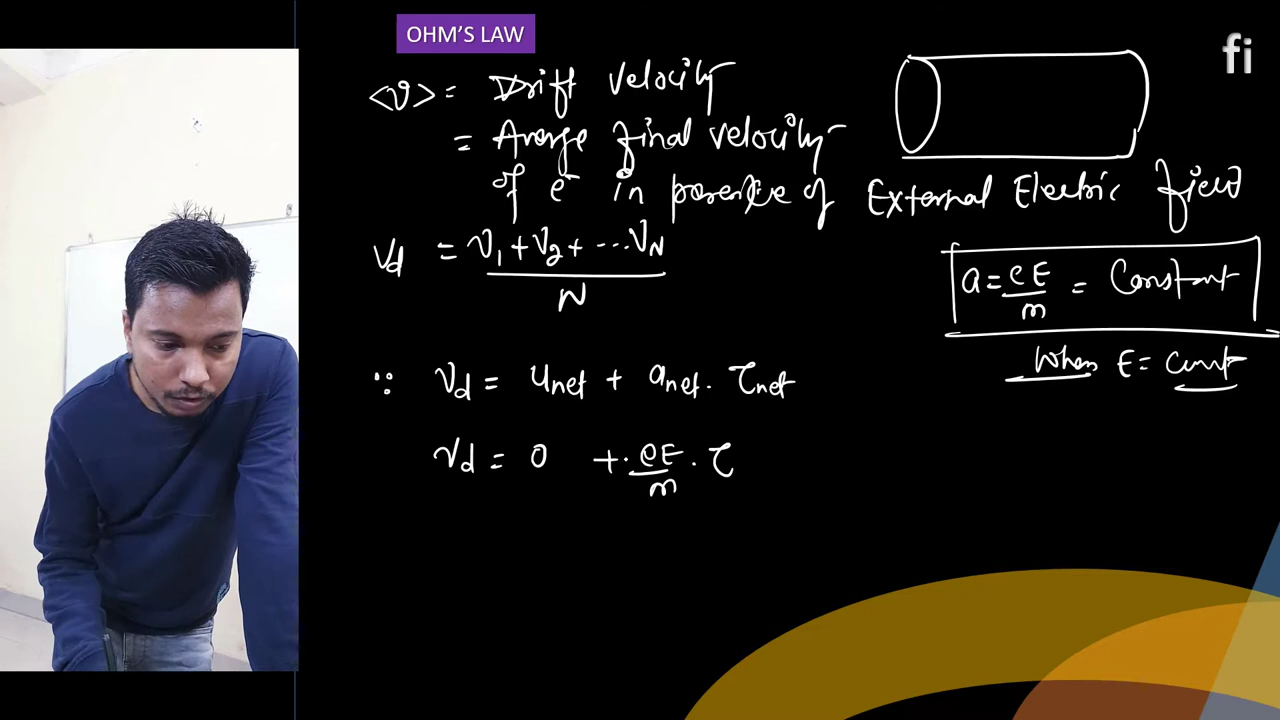 OHM'S LAW
fi
<v> = Drift velocity
= Average final velocity
of e⁻ in presence of External Electric field
vd = v₁ + v₂ + ... vN / N
a = eE/m = Constant
When E = const
∵ vd = unet + anet . τnet
vd = 0 + . eE/m . τ